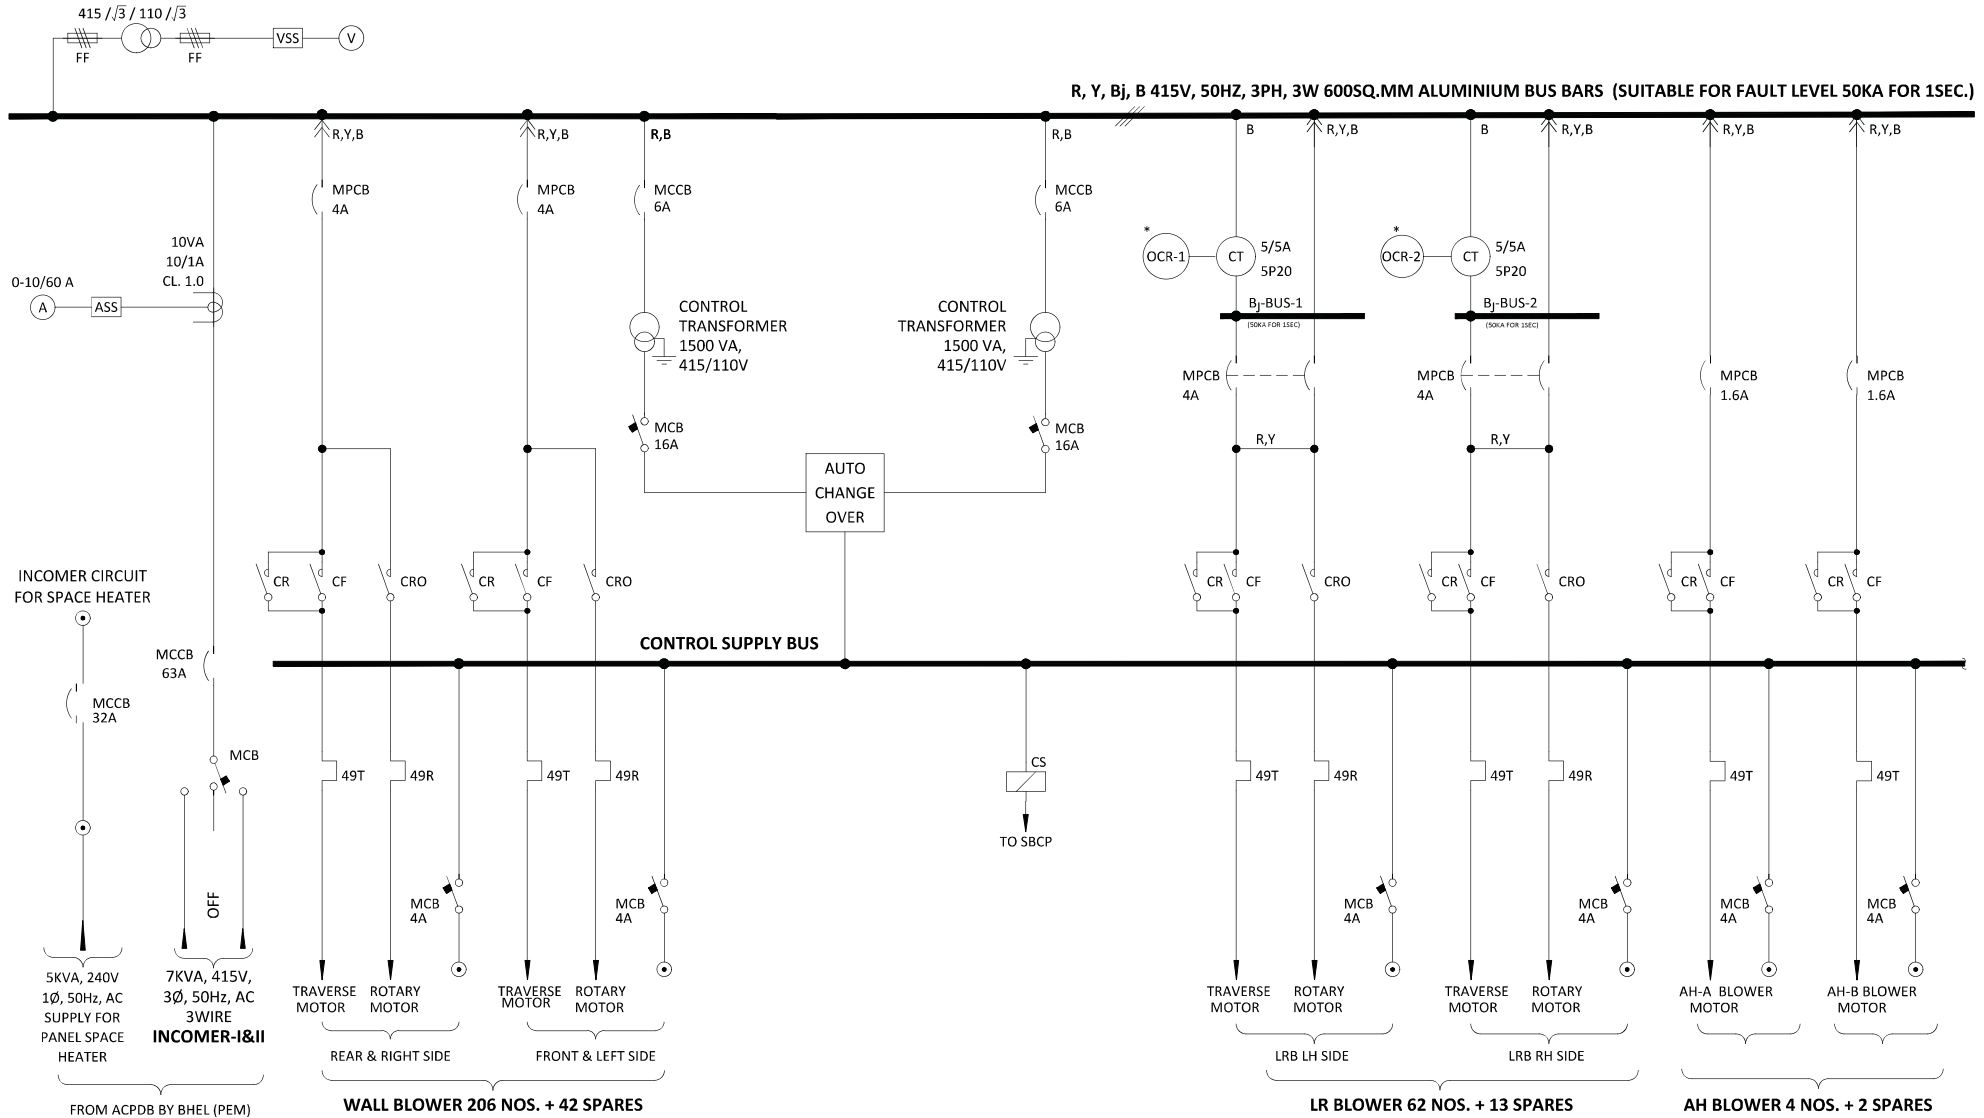 415 /√3 / 110 /√3
FF
FF
VSS
V
R, Y, Bj, B 415V, 50HZ, 3PH, 3W 600SQ.MM ALUMINIUM BUS BARS (SUITABLE FOR FAULT LEVEL 50KA FOR 1SEC.)
R,Y,B
R,Y,B
R,B
R,B
B
R,Y,B
B
R,Y,B
R,Y,B
R,Y,B
MPCB
4A
MPCB
4A
MCCB
6A
MCCB
6A
10VA
10/1A
CL. 1.0
0-10/60 A
A
ASS
*
OCR-1
CT
5/5A
5P20
*
OCR-2
CT
5/5A
5P20
Bj-BUS-1
(50KA FOR 1SEC)
Bj-BUS-2
(50KA FOR 1SEC)
CONTROL
TRANSFORMER
1500 VA,
415/110V
CONTROL
TRANSFORMER
1500 VA,
415/110V
MPCB
4A
MPCB
4A
MPCB
1.6A
MPCB
1.6A
MCB
16A
MCB
16A
R,Y
R,Y
AUTO
CHANGE
OVER
INCOMER CIRCUIT
FOR SPACE HEATER
CR
CF
CRO
CR
CF
CRO
CR
CF
CRO
CR
CF
CRO
CR
CF
CR
CF
CONTROL SUPPLY BUS
MCCB
63A
MCCB
32A
MCB
49T
49R
49T
49R
CS
49T
49R
49T
49R
49T
49T
TO SBCP
OFF
MCB
4A
MCB
4A
MCB
4A
MCB
4A
MCB
4A
MCB
4A
5KVA, 240V
1Ø, 50Hz, AC
SUPPLY FOR
PANEL SPACE
HEATER
7KVA, 415V,
3Ø, 50Hz, AC
3WIRE
INCOMER-I&II
TRAVERSE
MOTOR
ROTARY
MOTOR
TRAVERSE
MOTOR
ROTARY
MOTOR
TRAVERSE
MOTOR
ROTARY
MOTOR
TRAVERSE
MOTOR
ROTARY
MOTOR
AH-A BLOWER
MOTOR
AH-B BLOWER
MOTOR
REAR & RIGHT SIDE
FRONT & LEFT SIDE
LRB LH SIDE
LRB RH SIDE
FROM ACPDB BY BHEL (PEM)
WALL BLOWER 206 NOS. + 42 SPARES
LR BLOWER 62 NOS. + 13 SPARES
AH BLOWER 4 NOS. + 2 SPARES